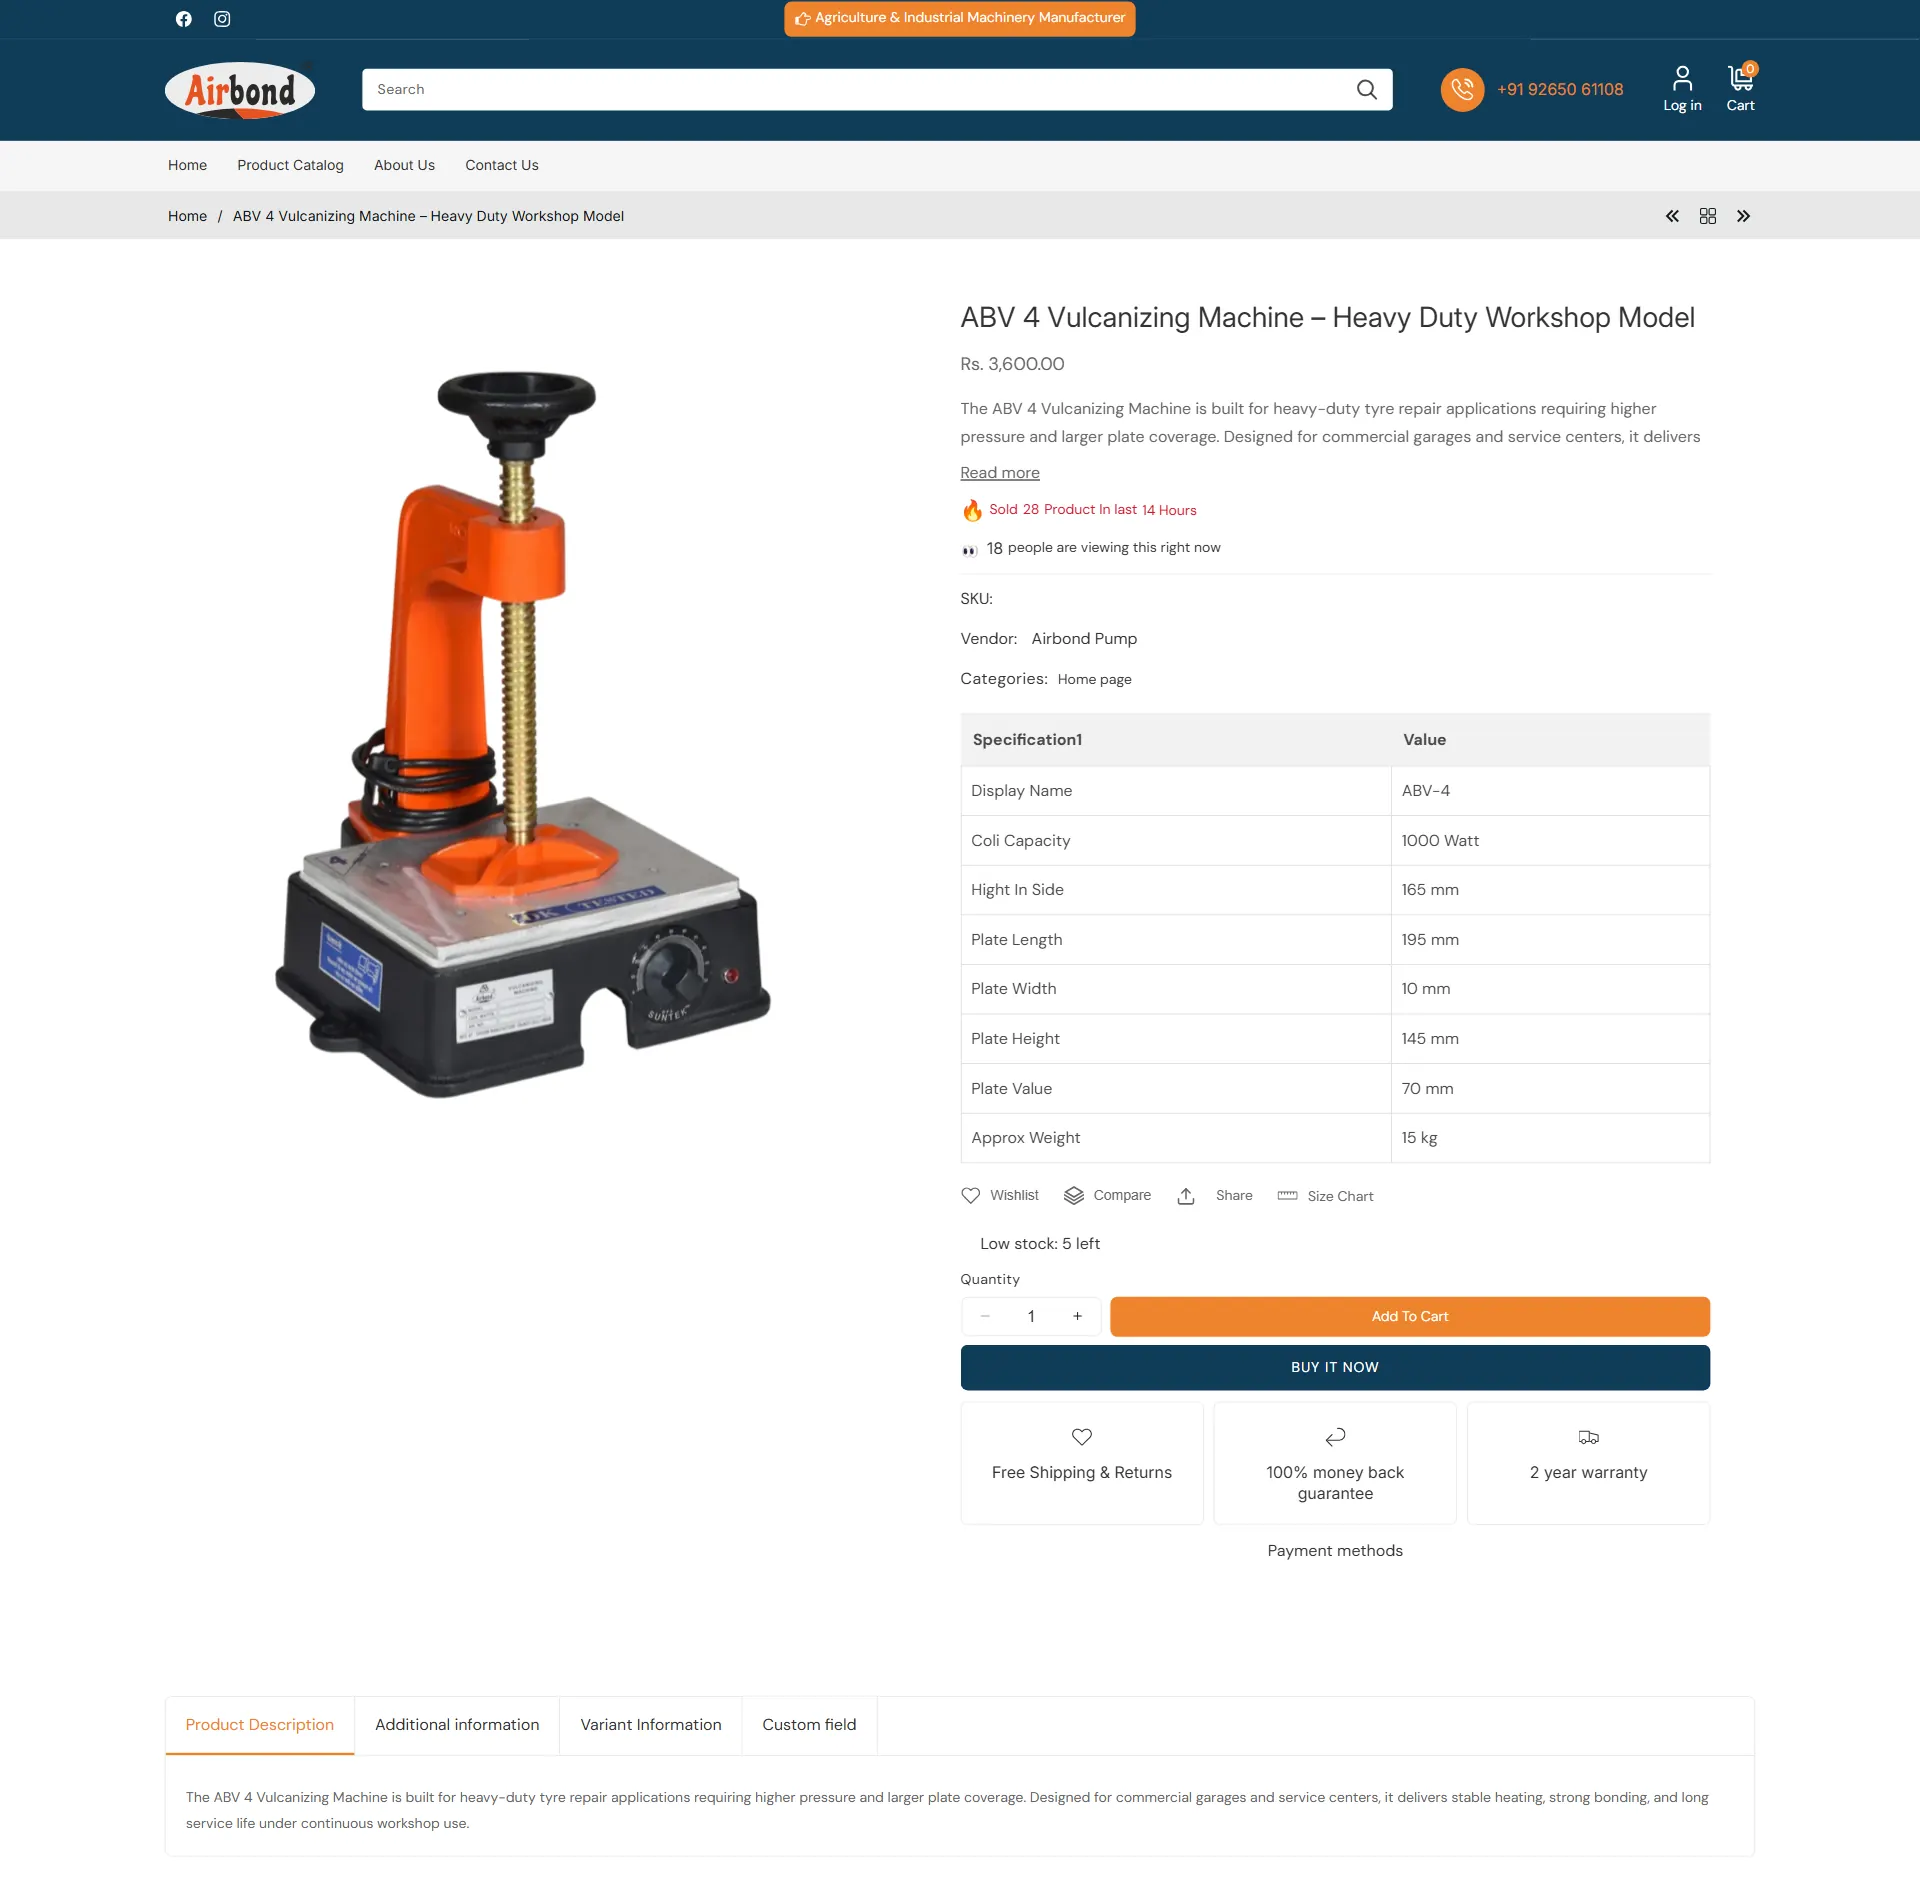 Agriculture & Industrial Machinery Manufacturer
Airbond
Search
+91 92650 61108
Log in
0
Cart
Home
Product Catalog
About Us
Contact Us
Home / ABV 4 Vulcanizing Machine – Heavy Duty Workshop Model
ABV 4 Vulcanizing Machine – Heavy Duty Workshop Model
Rs. 3,600.00
The ABV 4 Vulcanizing Machine is built for heavy-duty tyre repair applications requiring higher
pressure and larger plate coverage. Designed for commercial garages and service centers, it delivers
Read more
Sold 28 Product In last 14 Hours
18 people are viewing this right now
SKU:
Vendor: Airbond Pump
Categories: Home page
Specification1 Value
Display Name ABV-4
Coli Capacity 1000 Watt
Hight In Side 165 mm
Plate Length 195 mm
Plate Width 10 mm
Plate Height 145 mm
Plate Value 70 mm
Approx Weight 15 kg
Wishlist
Compare
Share
Size Chart
Low stock: 5 left
Quantity
− 1 +
Add To Cart
BUY IT NOW
Free Shipping & Returns
100% money back
guarantee
2 year warranty
Payment methods
4
OK (TESTED
Airbond
VULCANIZING
MACHINE
SUNTEK
Product Description
Additional information
Variant Information
Custom field
The ABV 4 Vulcanizing Machine is built for heavy-duty tyre repair applications requiring higher pressure and larger plate coverage. Designed for commercial garages and service centers, it delivers stable heating, strong bonding, and long
service life under continuous workshop use.